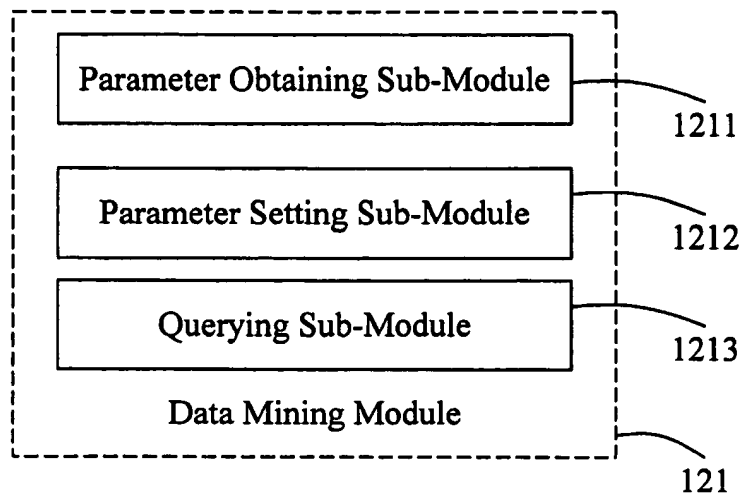 Parameter Obtaining Sub-Module
1211
Parameter Setting Sub-Module
1212
Querying Sub-Module
1213
Data Mining Module
121